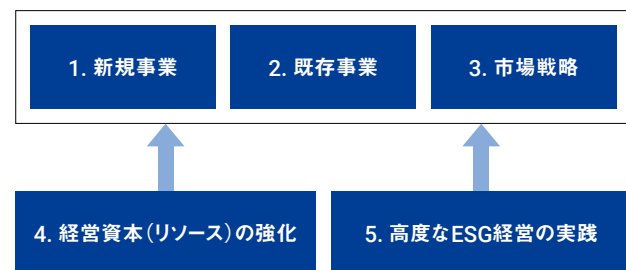 1. 新規事業
2. 既存事業
3. 市場戦略
4. 経営資本（リソース）の強化
5. 高度なESG経営の実践